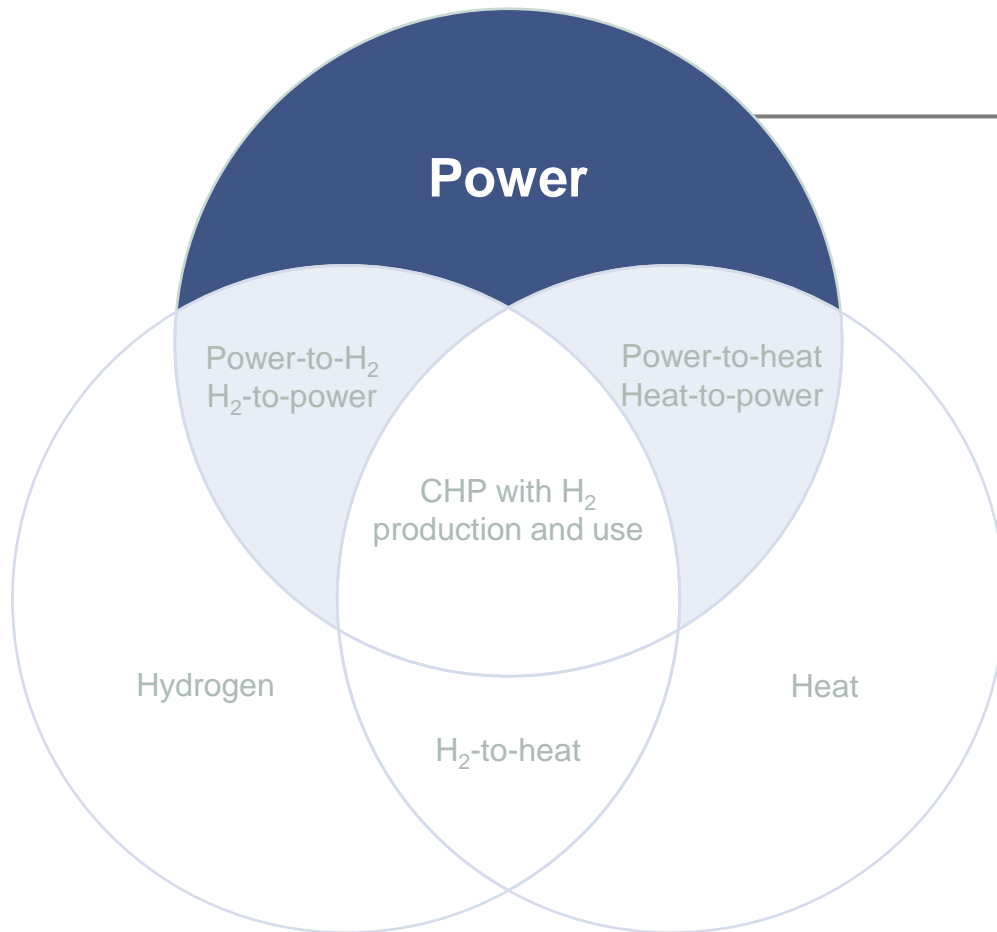 Power
Power-to-H₂
H₂-to-power
Power-to-heat
Heat-to-power
CHP with H₂
production and use
Hydrogen
Heat
H₂-to-heat